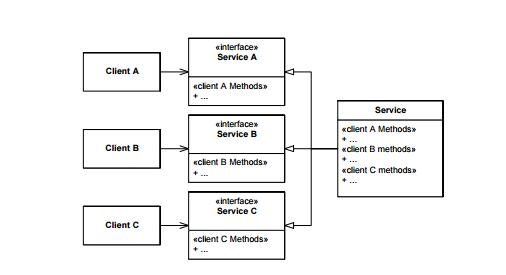 Client A
«interface»
Service A
«client A Methods»
+ ...
Client B
«interface»
Service B
«client B Methods»
+ ...
Client C
«interface»
Service C
«client C Methods»
+ ...
Service
«client A Methods»
+ ...
«client B methods»
+ ...
«client C methods»
+ ...